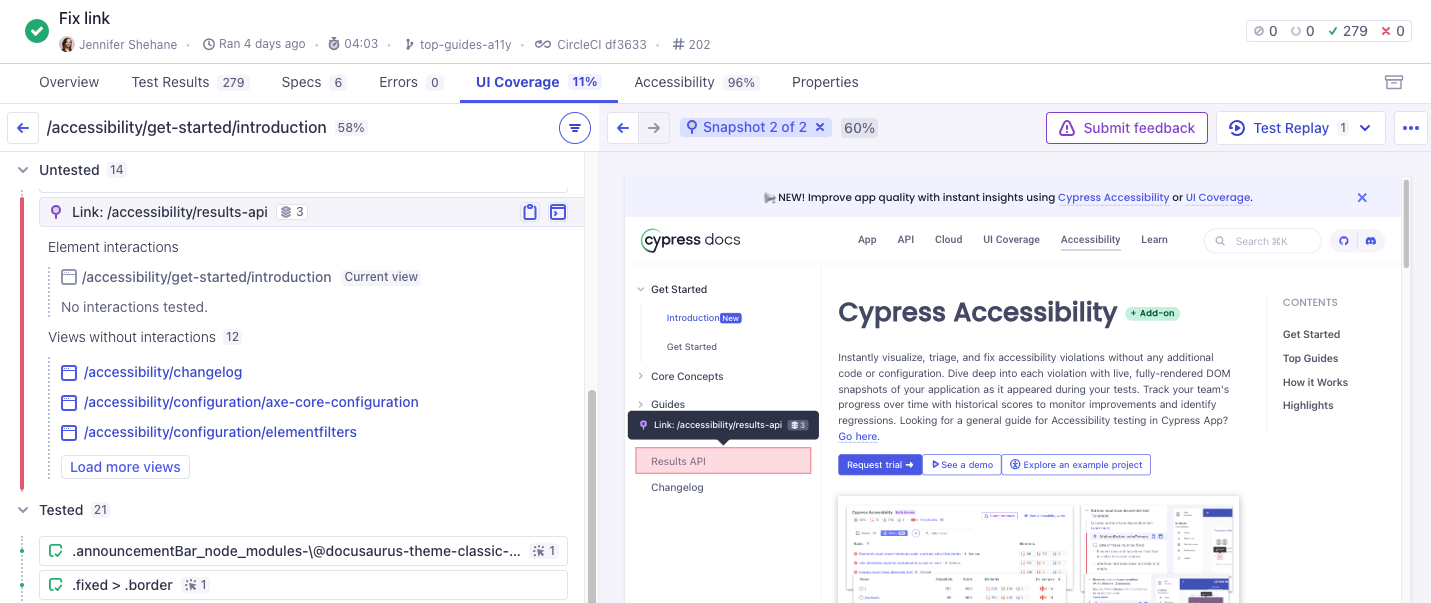 Fix link
Jennifer Shehane · Ran 4 days ago · 04:03 · top-guides-a11y · CircleCI df3633 · # 202
0 0 279 0
Overview Test Results 279 Specs 6 Errors 0 UI Coverage 11% Accessibility 96% Properties
/accessibility/get-started/introduction 58%
Snapshot 2 of 2 60% Submit feedback Test Replay 1
Untested 14
Link: /accessibility/results-api 3
Element interactions
/accessibility/get-started/introduction Current view
No interactions tested.
Views without interactions 12
/accessibility/changelog
/accessibility/configuration/axe-core-configuration
/accessibility/configuration/elementfilters
Load more views
Tested 21
.announcementBar_node_modules-\@docusaurus-theme-classic-... 1
.fixed > .border 1
NEW! Improve app quality with instant insights using Cypress Accessibility or UI Coverage.
cypress docs App API Cloud UI Coverage Accessibility Learn Search ⌘K
Get Started
Introduction New
Get Started
Core Concepts
Guides
Link: /accessibility/results-api 3
Results API
Changelog
Cypress Accessibility + Add-on
Instantly visualize, triage, and fix accessibility violations without any additional
code or configuration. Dive deep into each violation with live, fully-rendered DOM
snapshots of your application as it appeared during your tests. Track your team's
progress over time with historical scores to monitor improvements and identify
regressions. Looking for a general guide for Accessibility testing in Cypress App?
Go here.
Request trial ➔ See a demo Explore an example project
CONTENTS
Get Started
Top Guides
How it Works
Highlights
Cypress Accessibility